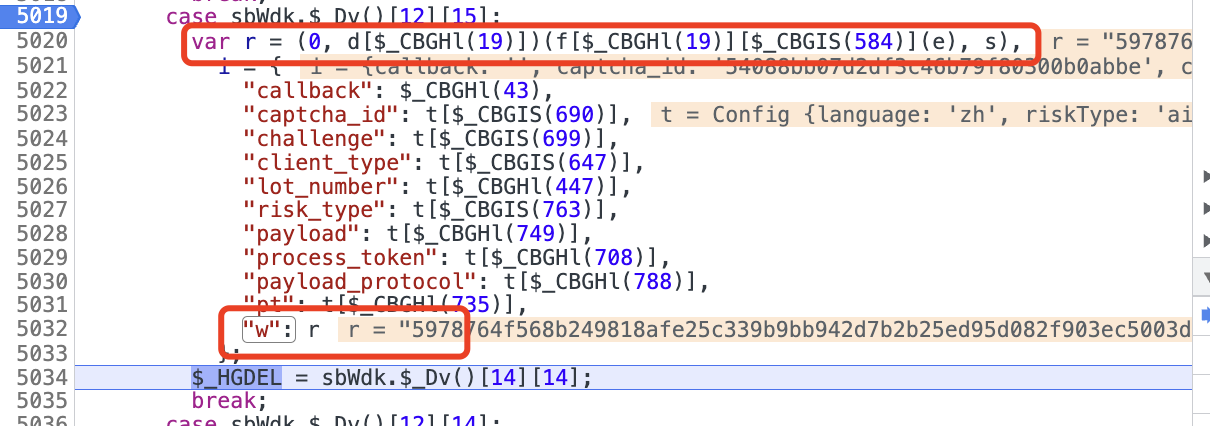 5019 case sbWdk.$_Dv()[12][15]:
5020 var r = (0, d[$_CBGHl(19)])(f[$_CBGHl(19)][$_CBGIS(584)](e), s), r = "597876
5021 i = { i = {callback: '', captcha_id: '54088bb07d2df3c46b79f80300b0abbe', c
5022 "callback": $_CBGHl(43),
5023 "captcha_id": t[$_CBGIS(690)], t = Config {language: 'zh', riskType: 'ai
5024 "challenge": t[$_CBGIS(699)],
5025 "client_type": t[$_CBGIS(647)],
5026 "lot_number": t[$_CBGHl(447)],
5027 "risk_type": t[$_CBGIS(763)],
5028 "payload": t[$_CBGHl(749)],
5029 "process_token": t[$_CBGHl(708)],
5030 "payload_protocol": t[$_CBGHl(788)],
5031 "pt": t[$_CBGHl(735)],
5032 "w": r r = "5978764f568b249818afe25c339b9bb942d7b2b25ed95d082f903ec5003d
5033 };
5034 $_HGDEL = sbWdk.$_Dv()[14][14];
5035 break;
5036 case sbWdk.$_Dv()[12][14]: